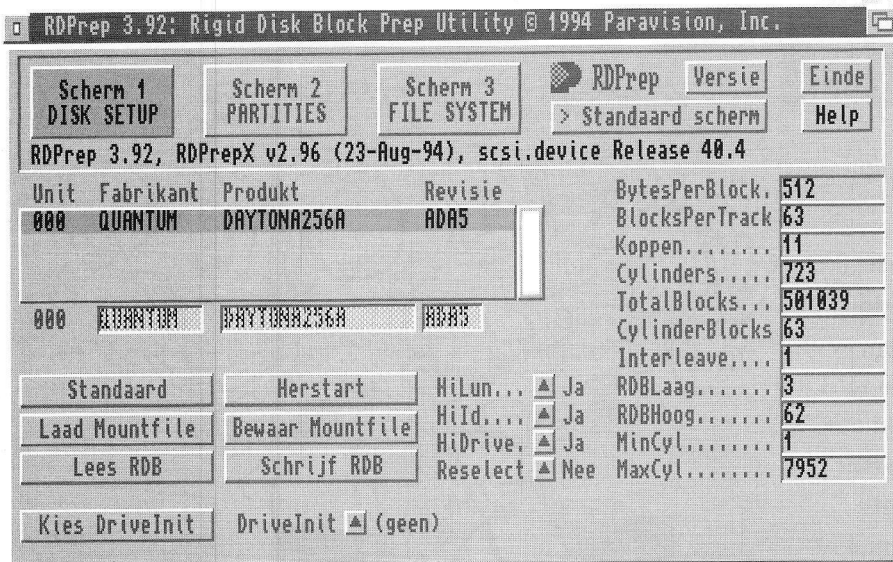 RDPrep 3.92: Rigid Disk Block Prep Utility © 1994 Paravision, Inc.
Scherm 1 DISK SETUP
Scherm 2 PARTITIES
Scherm 3 FILE SYSTEM
RDPrep
Versie
Einde
> Standaard scherm
Help
RDPrep 3.92, RDPrepX v2.96 (23-Aug-94), scsi.device Release 40.4
Unit Fabrikant Produkt Revisie
000 QUANTUM DAYTONA256A ADA5
000 QUANTUM DAYTONA256A ADA5
BytesPerBlock. 512
BlocksPerTrack 63
Koppen........ 11
Cylinders..... 723
TotalBlocks... 501039
CylinderBlocks 63
Interleave.... 1
RDBLaag....... 3
RDBHoog....... 62
MinCyl........ 1
MaxCyl........ 7952
Standaard
Herstart
HiLun... Ja
Laad Mountfile
Bewaar Mountfile
HiId.... Ja
HiDrive. Ja
Lees RDB
Schrijf RDB
Reselect Nee
Kies DriveInit
DriveInit (geen)